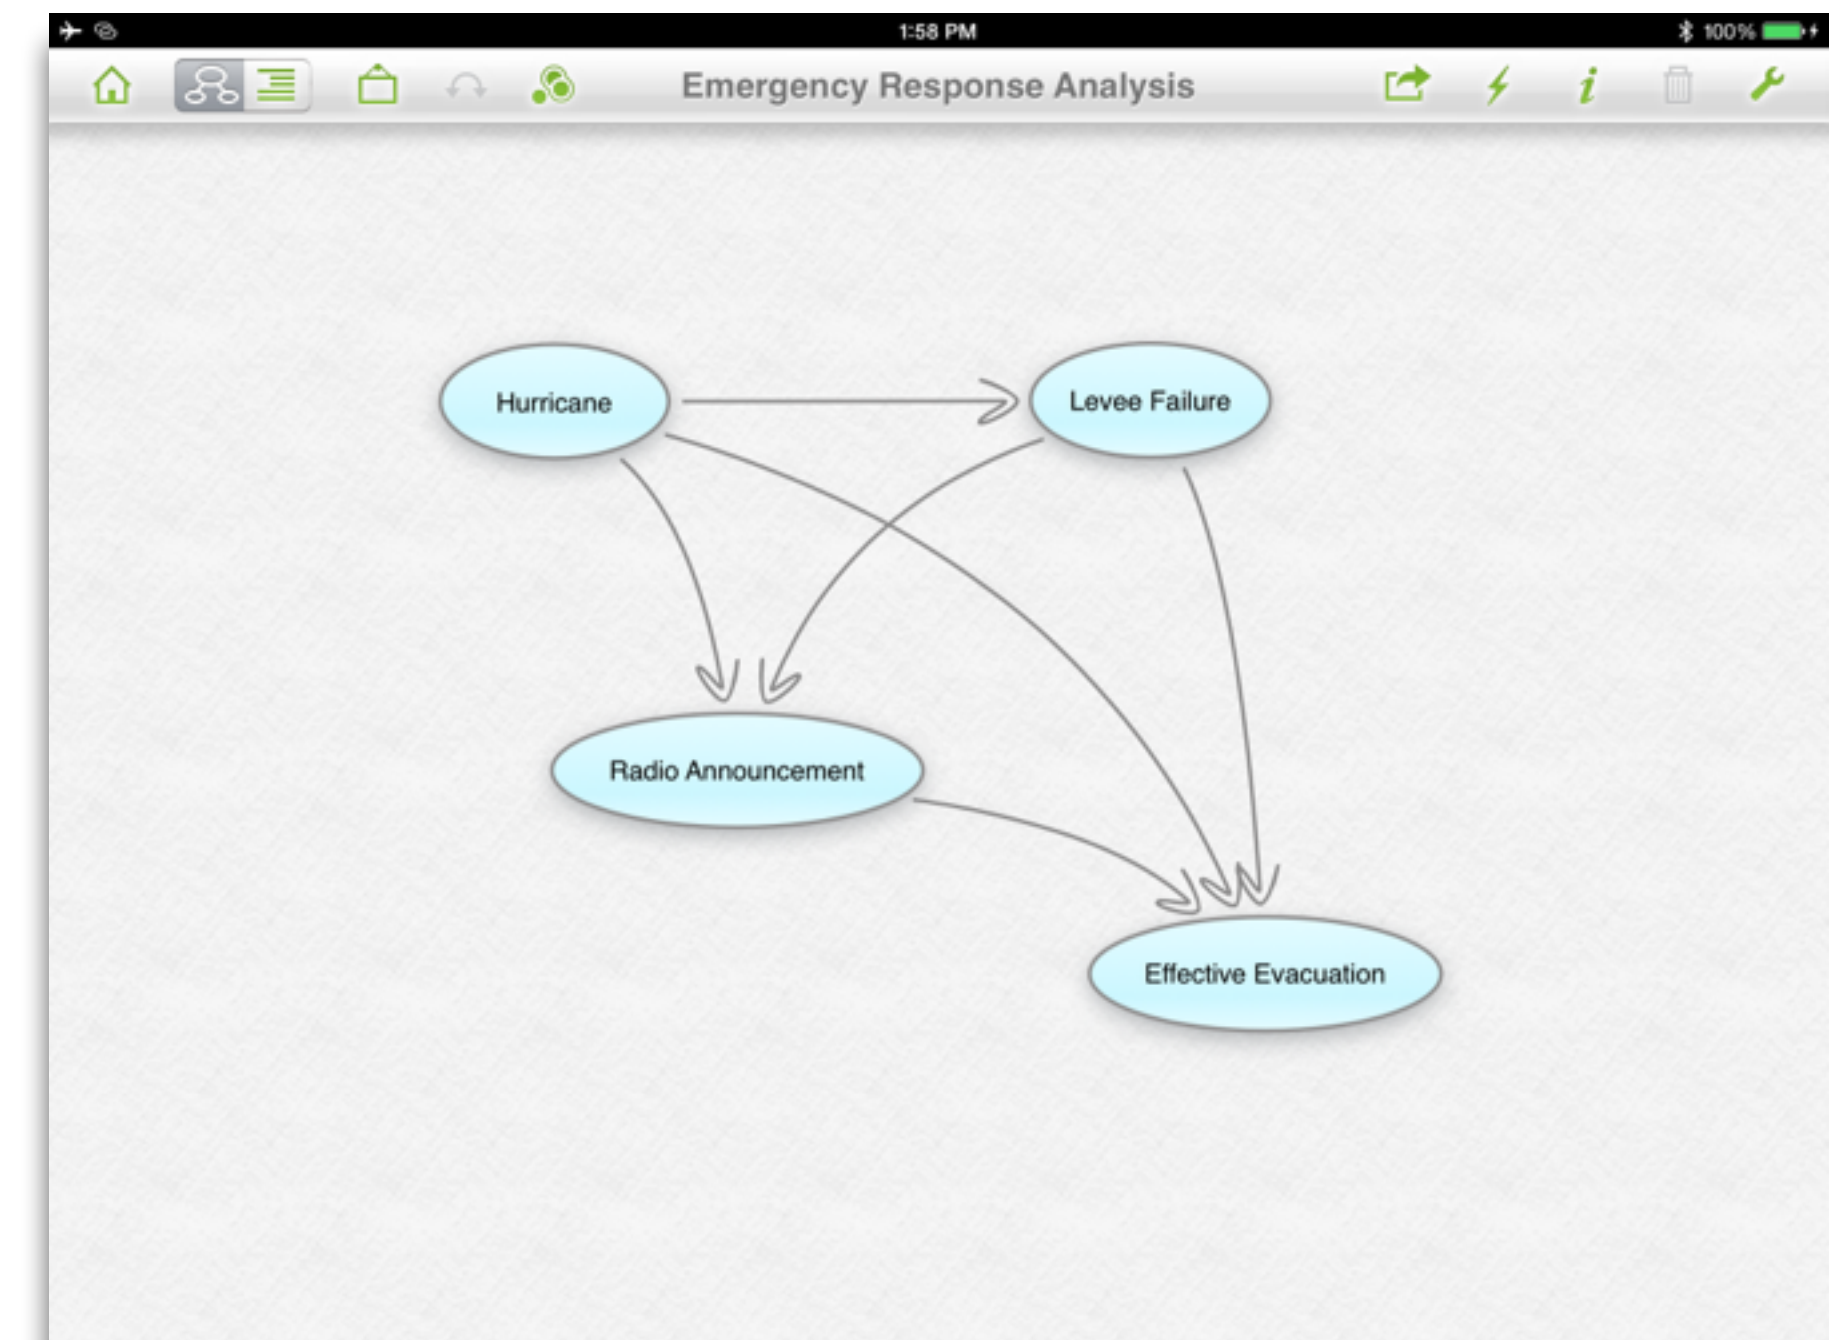 1:58 PM
100%
Emergency Response Analysis
Hurricane
Levee Failure
Radio Announcement
Effective Evacuation